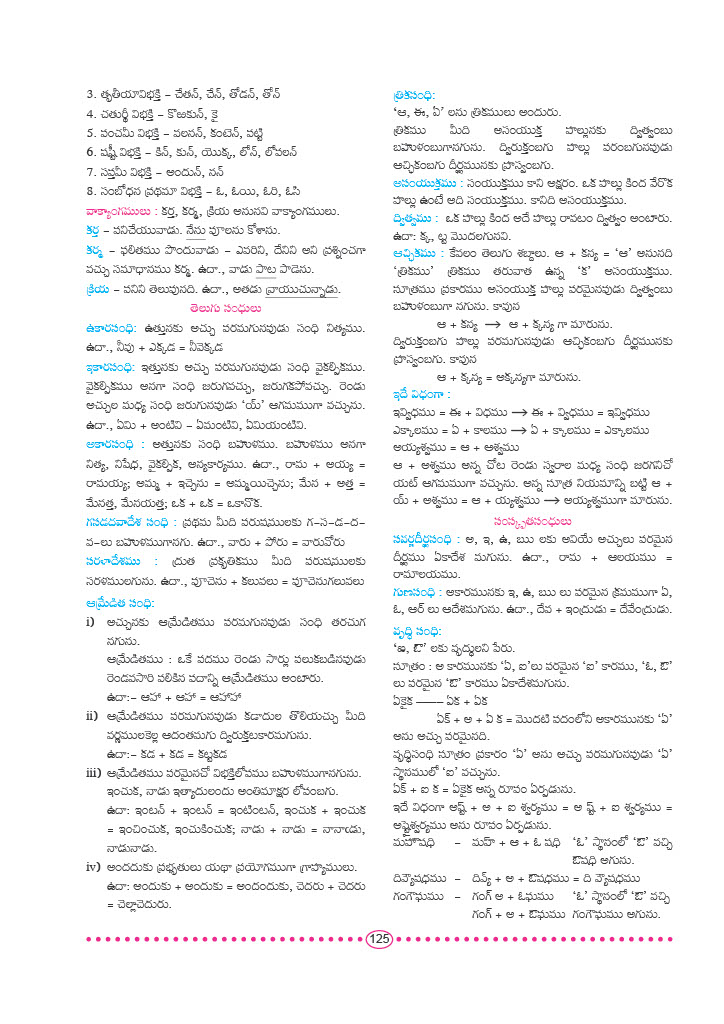 3. తృతీయావిభక్తి – చేతన్, చేన్, తోడన్, తోన్
4. చతుర్థీ విభక్తి – కొఱకున్, కై
5. పంచమీ విభక్తి – వలనన్, కంటెన్, పట్టి
6. షష్ఠీ విభక్తి – కిన్, కున్, యొక్క, లోన్, లోపలన్
7. సప్తమీ విభక్తి – అందున్, నన్
8. సంబోధన ప్రథమా విభక్తి – ఓ, ఓయి, ఓరి, ఓసి
వాక్యాంగములు : కర్త, కర్మ, క్రియ అనునవి వాక్యాంగములు.
కర్త – పనిచేయువాడు. నేను పూలను కోశాను.
కర్మ – ఫలితము పొందువాడు – ఎవరిని, దేనిని అని ప్రశ్నించగా
వచ్చు సమాధానము కర్మ. ఉదా., వాడు పాట పాడెను.
క్రియ – పనిని తెలువునది. ఉదా., అతడు వ్రాయుచున్నాడు.
తెలుగు సంధులు
ఉకారసంధి: ఉత్తునకు అచ్చు పరమగునపుడు సంధి నిత్యము.
ఉదా., నీవు + ఎక్కడ = నీవెక్కడ
ఇకారసంధి: ఇత్తునకు అచ్చు పరమగునపుడు సంధి వైకల్పికము.
వైకల్పికము అనగా సంధి జరుగవచ్చు, జరుగకపోవచ్చు. రెండు
అచ్చుల మధ్య సంధి జరుగునపుడు ‘య్’ ఆగమముగా వచ్చును.
ఉదా., ఏమి + అంటివి – ఏమంటివి, ఏమియంటివి.
అకారసంధి : అత్తునకు సంధి బహుళము. బహుళము అనగా
నిత్య, నిషేధ, వైకల్పిక, అన్యకార్యము. ఉదా., రామ + అయ్య =
రామయ్య; అమ్మ + ఇచ్చెను = అమ్మయిచ్చెను; మేన + అత్త =
మేనత్త, మేనయత్త; ఒక + ఒక = ఒకానొక.
గసడదవాదేశ సంధి : ప్రథమ మీది పరుషములకు గ–స–డ–ద–
వ–లు బహుళముగానగు. ఉదా., వారు + పోరు = వారువోరు
సరళాదేశము : ద్రుత ప్రకృతికము మీది పరుషములకు
సరళములగును. ఉదా., పూచెను + కలువలు = పూచెనుగలువలు
ఆమ్రేడిత సంధి:
i) అచ్చునకు ఆమ్రేడితము పరమగునపుడు సంధి తరచుగ
నగును.
ఆమ్రేడితము : ఒకే పదము రెండు సార్లు పలుకబడినవుడు
రెండవసారి పలికిన పదాన్ని ఆమ్రేడితము అంటారు.
ఉదా:– ఆహా + ఆహా = ఆహాహా
ii) ఆమ్రేడితము పరమగునపుడు కడాదుల తొలియచ్చు మీది
వర్ణములకెల్ల ఆదంతమగు ద్విరుక్తటకారమగును.
ఉదా:– కడ + కడ = కట్టకడ
iii) ఆమ్రేడితము పరమైనచో విభక్తిలోపము బహుళముగానగును.
ఇంచుక, నాడు ఇత్యాదులందు అంతిమాక్షర లోపంబగు.
ఉదా: ఇంటన్ + ఇంటన్ = ఇంటింటన్, ఇంచుక + ఇంచుక
= ఇంచించుక, ఇంచుకించుక; నాడు + నాడు = నానాఁడు,
నాడునాడు.
iv) అందదుకు ప్రభృతులు యథా ప్రయోగముగా గ్రాహ్యములు.
ఉదా: అందుకు + అందుకు = అందందుకు, చెదరు + చెదరు
= చెల్లాచెదురు.
త్రికసంధి:
‘ఆ, ఈ, ఏ’ లను త్రికములు అందురు.
త్రికము మీది అసంయుక్త హల్లునకు ద్విత్వంబు
బహుళంబుగానగును. ద్విరుక్తంబగు హల్లు పరంబగునపుడు
ఆచ్ఛికంబగు దీర్ఘమునకు హ్రస్వంబగు.
అసంయుక్తము : సంయుక్తము కాని అక్షరం. ఒక హల్లు కింద వేరొక
హల్లు ఉంటే అది సంయుక్తము. కానిది అసంయుక్తము.
ద్విత్వము : ఒక హల్లు కింద అదే హల్లు రావటం ద్విత్వం అంటారు.
ఉదా: క్క, ట్ట మొదలగునవి.
ఆచ్ఛికము : కేవలం తెలుగు శబ్దాలు. ఆ + కన్య = ‘ఆ’ అనునది
‘త్రికము’ త్రికము తరువాత ఉన్న ‘క’ అసంయుక్తము.
సూత్రము ప్రకారము అసంయుక్త హల్లు పరమైనపుడు ద్విత్వంబు
బహుళంబుగా నగును. కావున
ఆ + కన్య → ఆ + క్కన్య గా మారును.
ద్విరుక్తంబగు హల్లు పరమగునపుడు ఆచ్ఛికంబగు దీర్ఘమునకు
హ్రస్వంబగు. కావున
ఆ + క్కన్య = అక్కన్యగా మారును.
ఇదే విధంగా :
ఇవ్విధము = ఈ + విధము → ఈ + వ్విధము = ఇవ్విధము
ఎక్కాలము = ఏ + కాలము → ఏ + క్కాలము = ఎక్కాలము
అయ్యశ్వము = ఆ + అశ్వము
ఆ + అశ్వము అన్న చోట రెండు స్వరాల మధ్య సంధి జరగనిచో
యట్ ఆగమముగా వచ్చును. అన్న సూత్ర నియమాన్ని బట్టి ఆ +
య్ + అశ్వము = ఆ + య్యశ్వము → అయ్యశ్వముగా మారును.
సంస్కృతసంధులు
సవర్ణదీర్ఘసంధి : అ, ఇ, ఉ, ఋ లకు అవియే అచ్చులు పరమైన
దీర్ఘము ఏకాదేశ మగును. ఉదా., రామ + ఆలయము =
రామాలయము.
గుణసంధి : అకారమునకు ఇ, ఉ, ఋ లు పరమైన క్రమముగా ఏ,
ఓ, ఆర్ లు ఆదేశమగును. ఉదా., దేవ + ఇంద్రుడు = దేవేంద్రుడు.
వృద్ధి సంధి:
‘ఐ, ఔ’ లకు వృద్ధులని పేరు.
సూత్రం : అ కారమునకు ‘ఏ, ఐ’లు పరమైన ‘ఐ’ కారము, ‘ఓ, ఔ’
లు పరమైన ‘ఔ’ కారము ఏకాదేశమగును.
ఏకైక ——— ఏక + ఏక
ఏక్ + అ + ఏ క = మొదటి పదంలోని అకారమునకు ‘ఏ’
అను అచ్చు పరమైనది.
వృద్ధిసంధి సూత్రం ప్రకారం ‘ఏ’ అను అచ్చు పరమగునపుడు ‘ఏ’
స్థానములో ‘ఐ’ వచ్చును.
ఏక్ + ఐ క = ఏకైక అన్న రూపం ఏర్పడును.
ఇదే విధంగా అష్ట్ + అ + ఐ శ్వర్యము = అ ష్ట్ + ఐ శ్వర్యము =
అష్టైశ్వర్యము అను రూపం ఏర్పడును.
మహౌషధి – మహ్ + ఆ + ఓ షధి ‘ఓ’ స్థానంలో ‘ఔ’ వచ్చి
ఔషధి అగును.
దివ్యౌషధము – దివ్య్ + అ + ఔషధము = ది వ్యౌషధము
గంగౌఘము – గంగ్ అ + ఓఘము ‘ఓ’ స్థానంలో ‘ఔ’ వచ్చి
గంగ్ + అ + ఔఘము గంగౌఘము అగును.
125